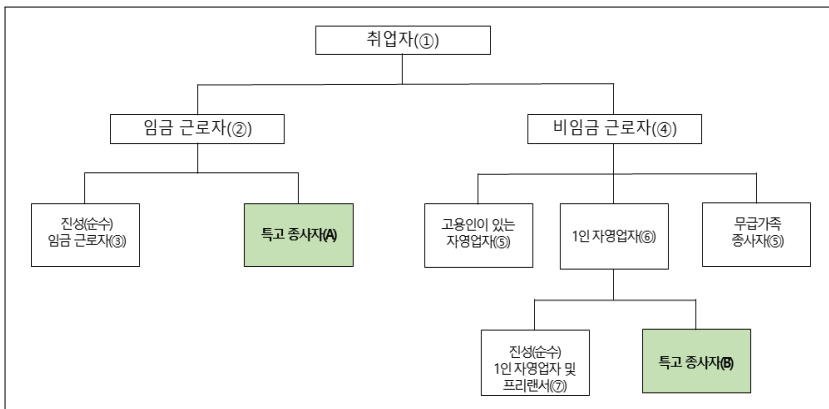 취업자(①)
임금 근로자(②)
비임금 근로자(④)
진성(순수)
임금 근로자(③)
특고 종사자(A)
고용인이 있는
자영업자(⑤)
1인 자영업자(⑥)
무급가족
종사자(⑤)
진성(순수)
1인 자영업자 및
프리랜서(⑦)
특고 종사자(B)